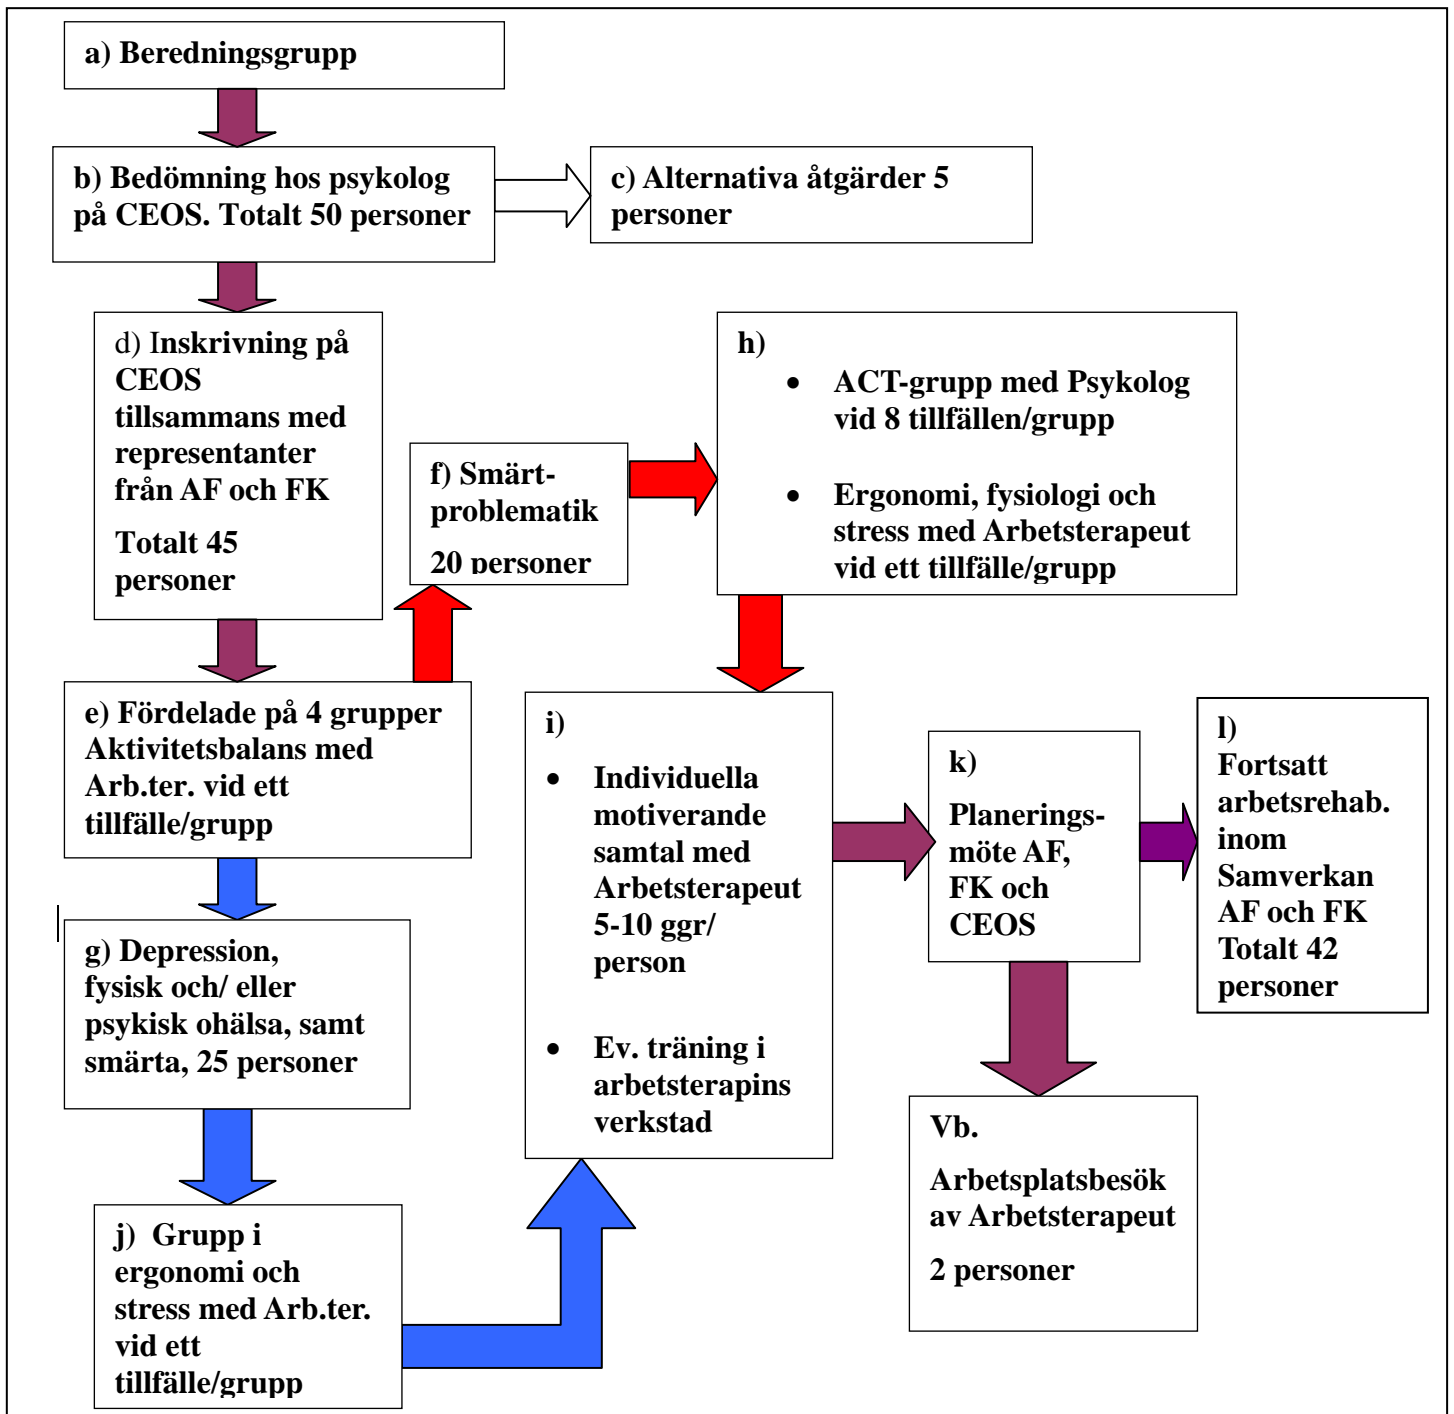 a) Beredningsgrupp
b) Bedömning hos psykolog
på CEOS. Totalt 50 personer
c) Alternativa åtgärder 5
personer
d) Inskrivning på
CEOS
tillsammans med
representanter
från AF och FK
Totalt 45
personer
e) Fördelade på 4 grupper
Aktivitetsbalans med
Arb.ter. vid ett
tillfälle/grupp
f) Smärt-
problematik
20 personer
g) Depression,
fysisk och/ eller
psykisk ohälsa, samt
smärta, 25 personer
h)
• ACT-grupp med Psykolog
vid 8 tillfällen/grupp
• Ergonomi, fysiologi och
stress med Arbetsterapeut
vid ett tillfälle/grupp
i)
• Individuella
motiverande
samtal med
Arbetsterapeut
5-10 ggr/
person
• Ev. träning i
arbetsterapins
verkstad
j) Grupp i
ergonomi och
stress med Arb.ter.
vid ett
tillfälle/grupp
k)
Planerings-
möte AF,
FK och
CEOS
l)
Fortsatt
arbetsrehab.
inom
Samverkan
AF och FK
Totalt 42
personer
Vb.
Arbetsplatsbesök
av Arbetsterapeut
2 personer